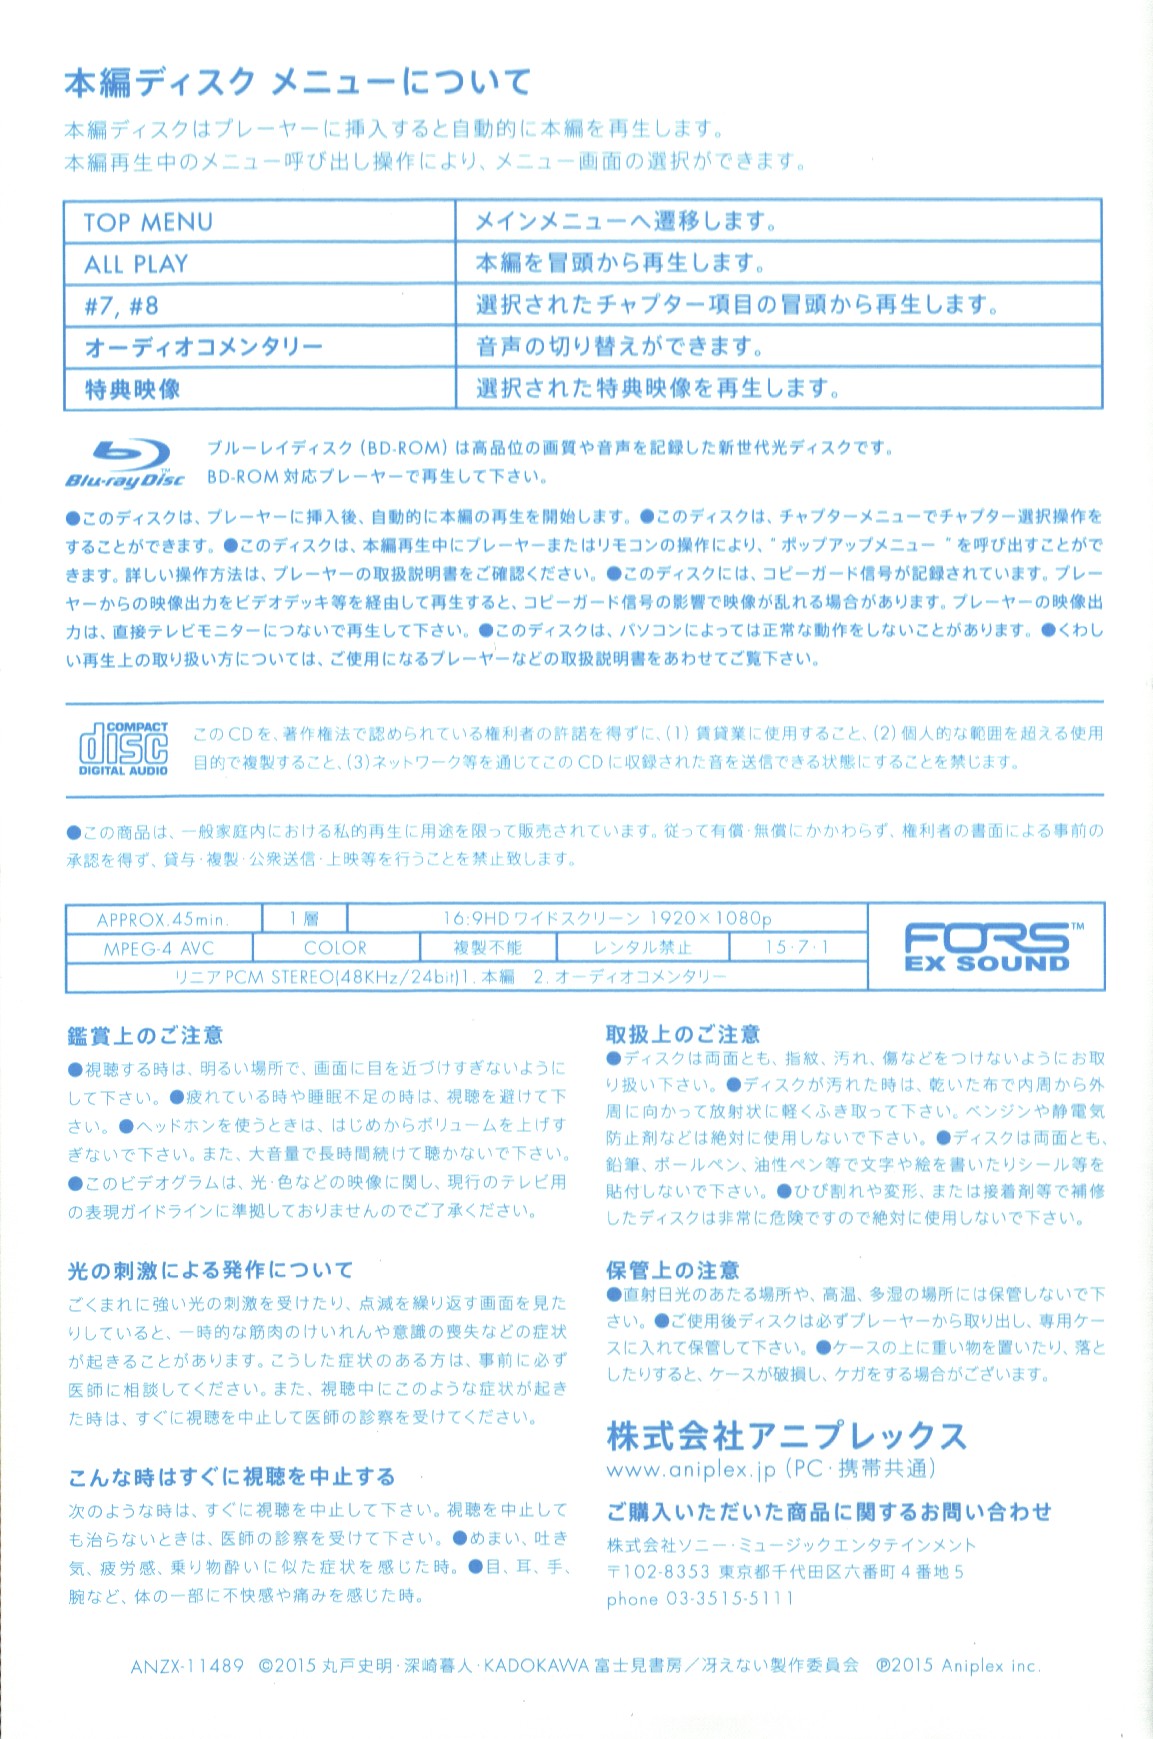 本編ディスク メニューについて
本編ディスクはプレーヤーに挿入すると自動的に本編を再生します。
本編再生中のメニュー呼び出し操作により、メニュー画面の選択ができます。
TOP MENU メインメニューへ遷移します。
ALL PLAY 本編を冒頭から再生します。
#7, #8 選択されたチャプター項目の冒頭から再生します。
オーディオコメンタリー 音声の切り替えができます。
特典映像 選択された特典映像を再生します。
Blu-ray Disc™
ブルーレイディスク(BD-ROM)は高品位の画質や音声を記録した新世代光ディスクです。
BD-ROM対応プレーヤーで再生して下さい。
●このディスクは、プレーヤーに挿入後、自動的に本編の再生を開始します。●このディスクは、チャプターメニューでチャプター選択操作を
することができます。●このディスクは、本編再生中にプレーヤーまたはリモコンの操作により、"ポップアップメニュー"を呼び出すことがで
きます。詳しい操作方法は、プレーヤーの取扱説明書をご確認ください。●このディスクには、コピーガード信号が記録されています。プレー
ヤーからの映像出力をビデオデッキ等を経由して再生すると、コピーガード信号の影響で映像が乱れる場合があります。プレーヤーの映像出
力は、直接テレビモニターにつないで再生して下さい。●このディスクは、パソコンによっては正常な動作をしないことがあります。●くわし
い再生上の取り扱い方については、ご使用になるプレーヤーなどの取扱説明書をあわせてご覧下さい。
COMPACT
disc
DIGITAL AUDIO
このCDを、著作権法で認められている権利者の許諾を得ずに、(1)賃貸業に使用すること、(2)個人的な範囲を超える使用
目的で複製すること、(3)ネットワーク等を通じてこのCDに収録された音を送信できる状態にすることを禁じます。
●この商品は、一般家庭内における私的再生に用途を限って販売されています。従って有償・無償にかかわらず、権利者の書面による事前の
承認を得ず、貸与・複製・公衆送信・上映等を行うことを禁止致します。
APPROX.45min. 1層 16:9HDワイドスクリーン 1920×1080p
MPEG-4 AVC COLOR 複製不能 レンタル禁止 15・7・1
リニアPCM STEREO(48KHz/24bit)1.本編 2.オーディオコメンタリー
FORS™
EX SOUND
鑑賞上のご注意
●視聴する時は、明るい場所で、画面に目を近づけすぎないように
して下さい。●疲れている時や睡眠不足の時は、視聴を避けて下
さい。●ヘッドホンを使うときは、はじめからボリュームを上げす
ぎないで下さい。また、大音量で長時間続けて聴かないで下さい。
●このビデオグラムは、光・色などの映像に関し、現行のテレビ用
の表現ガイドラインに準拠しておりませんのでご了承ください。
光の刺激による発作について
ごくまれに強い光の刺激を受けたり、点滅を繰り返す画面を見た
りしていると、一時的な筋肉のけいれんや意識の喪失などの症状
が起きることがあります。こうした症状のある方は、事前に必ず
医師に相談してください。また、視聴中にこのような症状が起き
た時は、すぐに視聴を中止して医師の診察を受けてください。
こんな時はすぐに視聴を中止する
次のような時は、すぐに視聴を中止して下さい。視聴を中止して
も治らないときは、医師の診察を受けて下さい。●めまい、吐き
気、疲労感、乗り物酔いに似た症状を感じた時。●目、耳、手、
腕など、体の一部に不快感や痛みを感じた時。
取扱上のご注意
●ディスクは両面とも、指紋、汚れ、傷などをつけないようにお取
り扱い下さい。●ディスクが汚れた時は、乾いた布で内周から外
周に向かって放射状に軽くふき取って下さい。ベンジンや静電気
防止剤などは絶対に使用しないで下さい。●ディスクは両面とも、
鉛筆、ボールペン、油性ペン等で文字や絵を書いたりシール等を
貼付しないで下さい。●ひび割れや変形、または接着剤等で補修
したディスクは非常に危険ですので絶対に使用しないで下さい。
保管上の注意
●直射日光のあたる場所や、高温、多湿の場所には保管しないで下
さい。●ご使用後ディスクは必ずプレーヤーから取り出し、専用ケー
スに入れて保管して下さい。●ケースの上に重い物を置いたり、落と
したりすると、ケースが破損し、ケガをする場合がございます。
株式会社アニプレックス
www.aniplex.jp(PC・携帯共通)
ご購入いただいた商品に関するお問い合わせ
株式会社ソニー・ミュージックエンタテインメント
〒102-8353 東京都千代田区六番町4番地5
phone 03-3515-5111
ANZX-11489 ©2015 丸戸史明・深崎暮人・KADOKAWA 富士見書房／冴えない製作委員会 ℗2015 Aniplex inc.